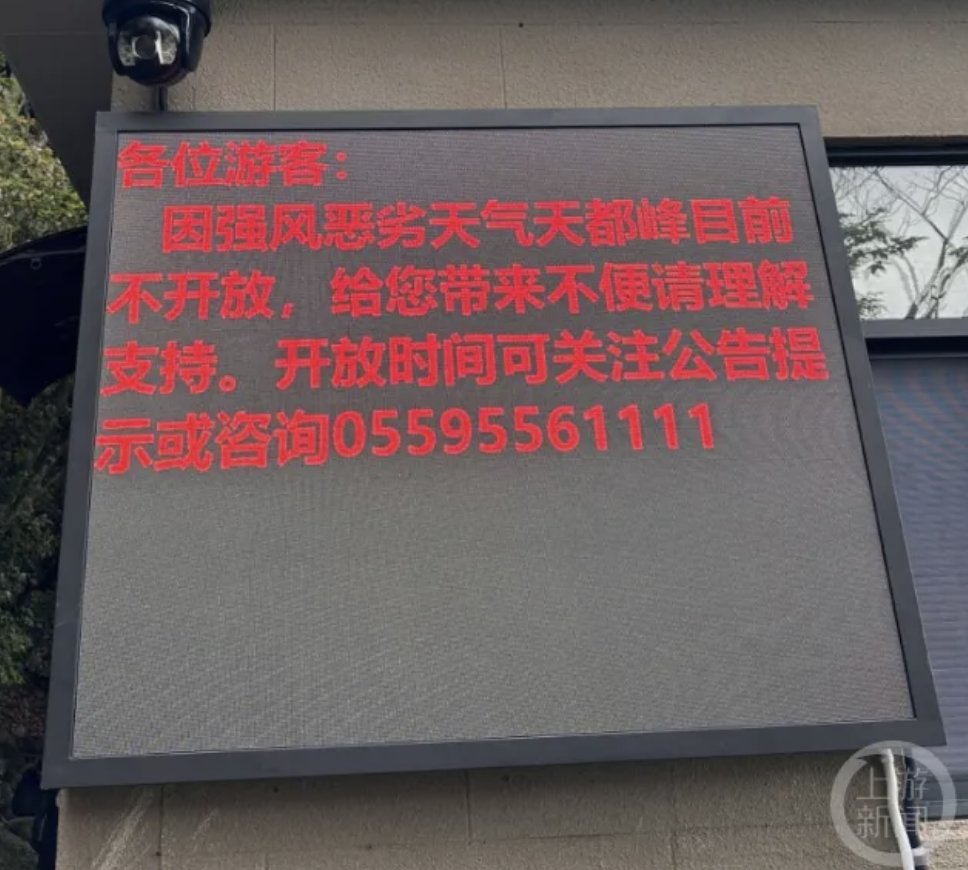 各位游客：
因强风恶劣天气天都峰目前
不开放，给您带来不便请理解
支持。开放时间可关注公告提
示或咨询05595561111
上游
新闻